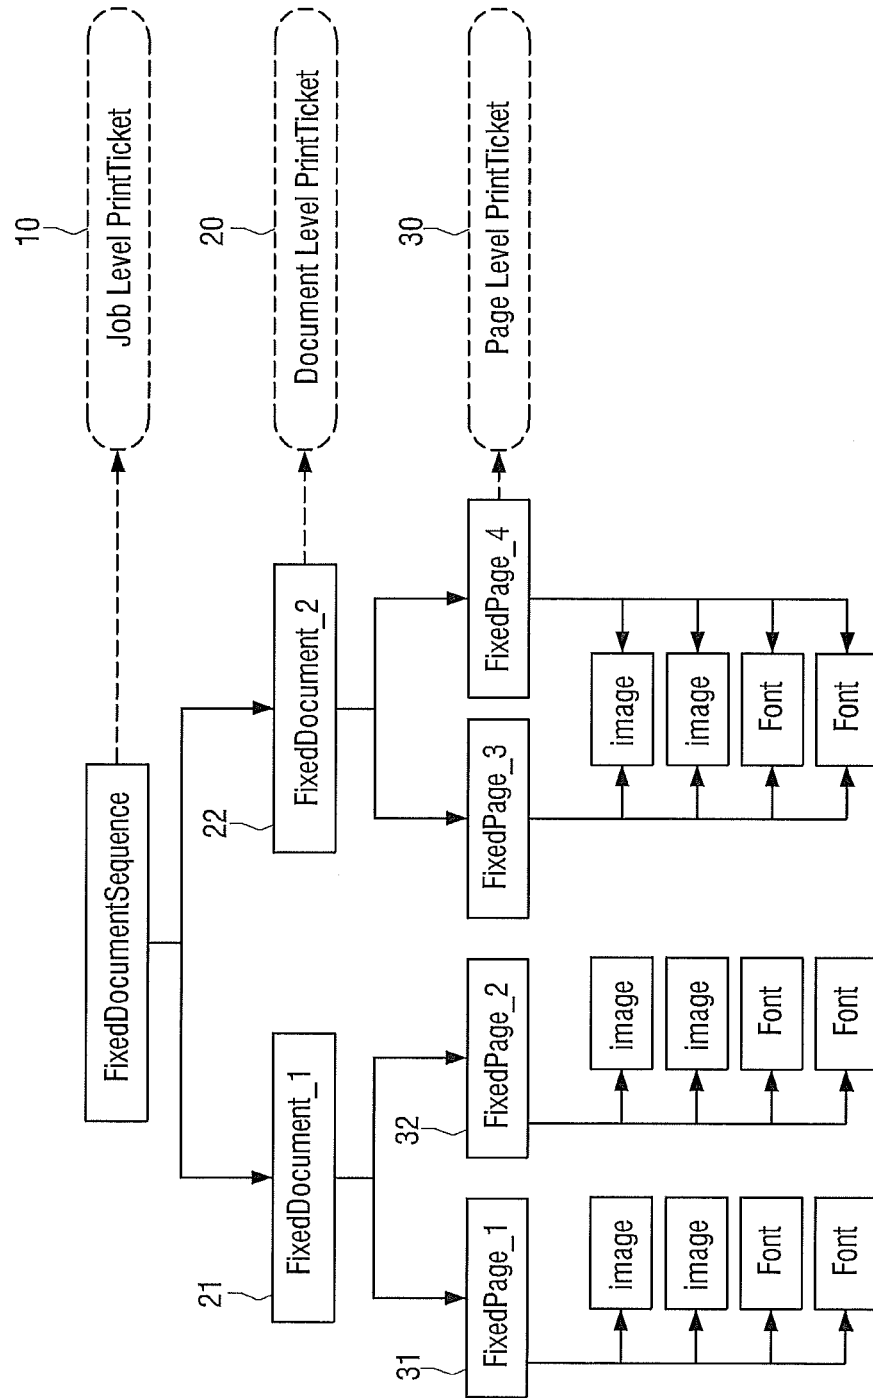 10
FixedDocumentSequence
Job Level PrintTicket
21
22
20
FixedDocument_1
FixedDocument_2
Document Level PrintTicket
31
32
30
FixedPage_1
FixedPage_2
FixedPage_3
FixedPage_4
Page Level PrintTicket
image
image
image
image
image
image
Font
Font
Font
Font
Font
Font